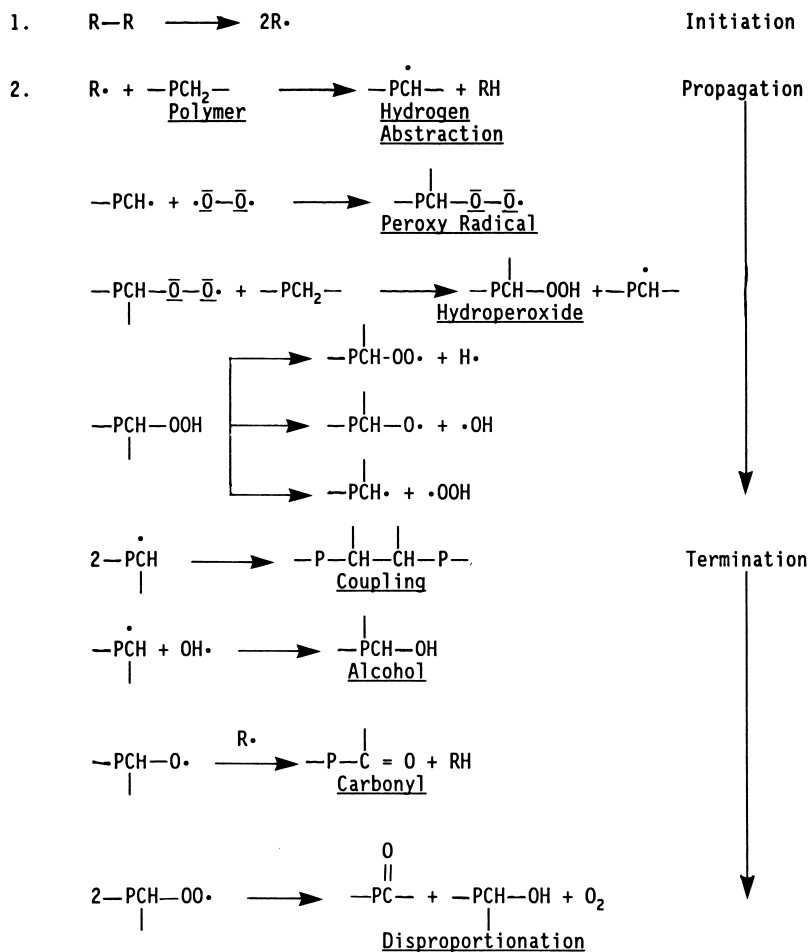 1. R—R ⟶ 2R• Initiation
2. R• + —PCH₂— ⟶ —PĊH— + RH Propagation
Polymer Hydrogen
Abstraction
—PCH• + •O̲̅—O̲̅• ⟶ —PCH—O̲̅—O̲̅•
Peroxy Radical
—PCH—O̲̅—O̲̅• + —PCH₂— ⟶ —PCH—OOH + —PĊH—
Hydroperoxide
—PCH-OO• + H•
—PCH—OOH ⟶ —PCH—O• + •OH
—PCH• + •OOH
2—PĊH ⟶ —P—CH—CH—P— Termination
Coupling
—PĊH + OH• ⟶ —PCH—OH
Alcohol
R•
—PCH—O• ⟶ —P—C = O + RH
Carbonyl
O
||
2—PCH—OO• ⟶ —PC— + —PCH—OH + O₂
Disproportionation